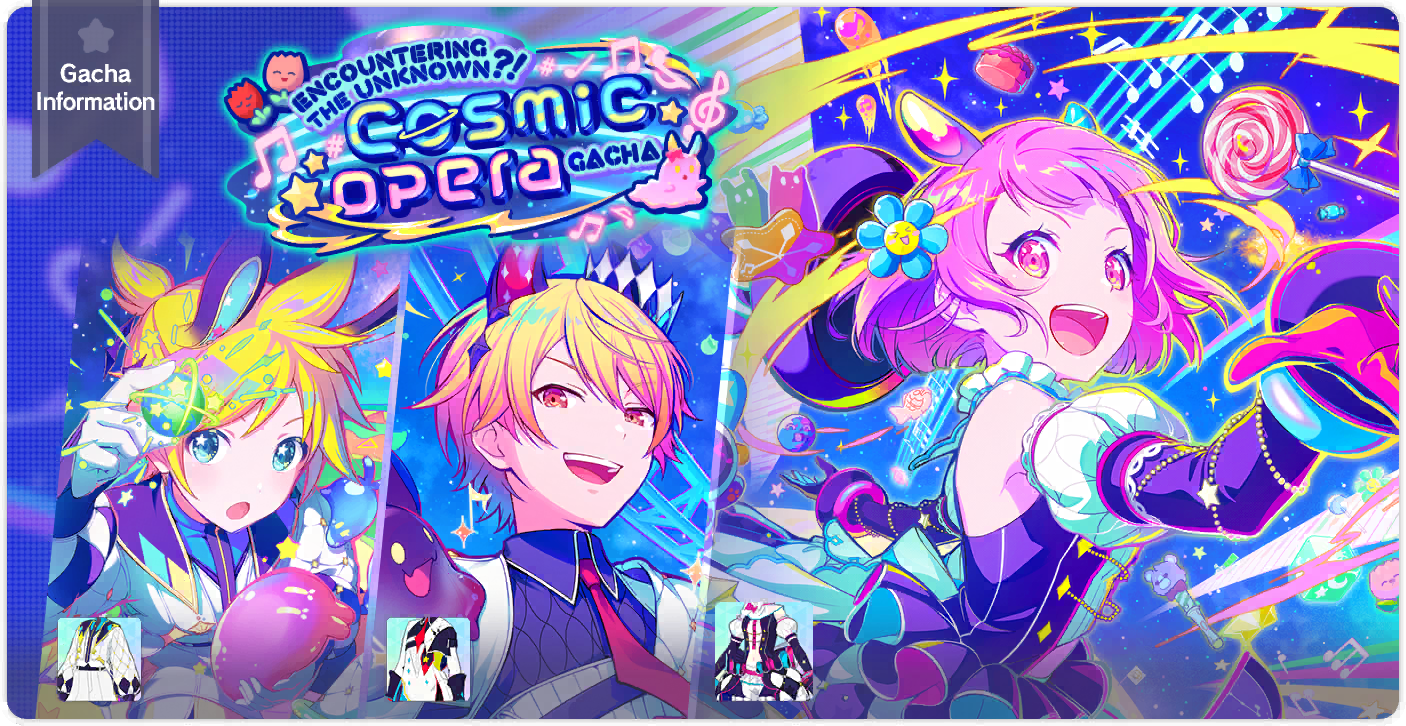 Gacha
Information
ENCOUNTERING
THE UNKNOWN?!
COSMIC
OPERA GACHA